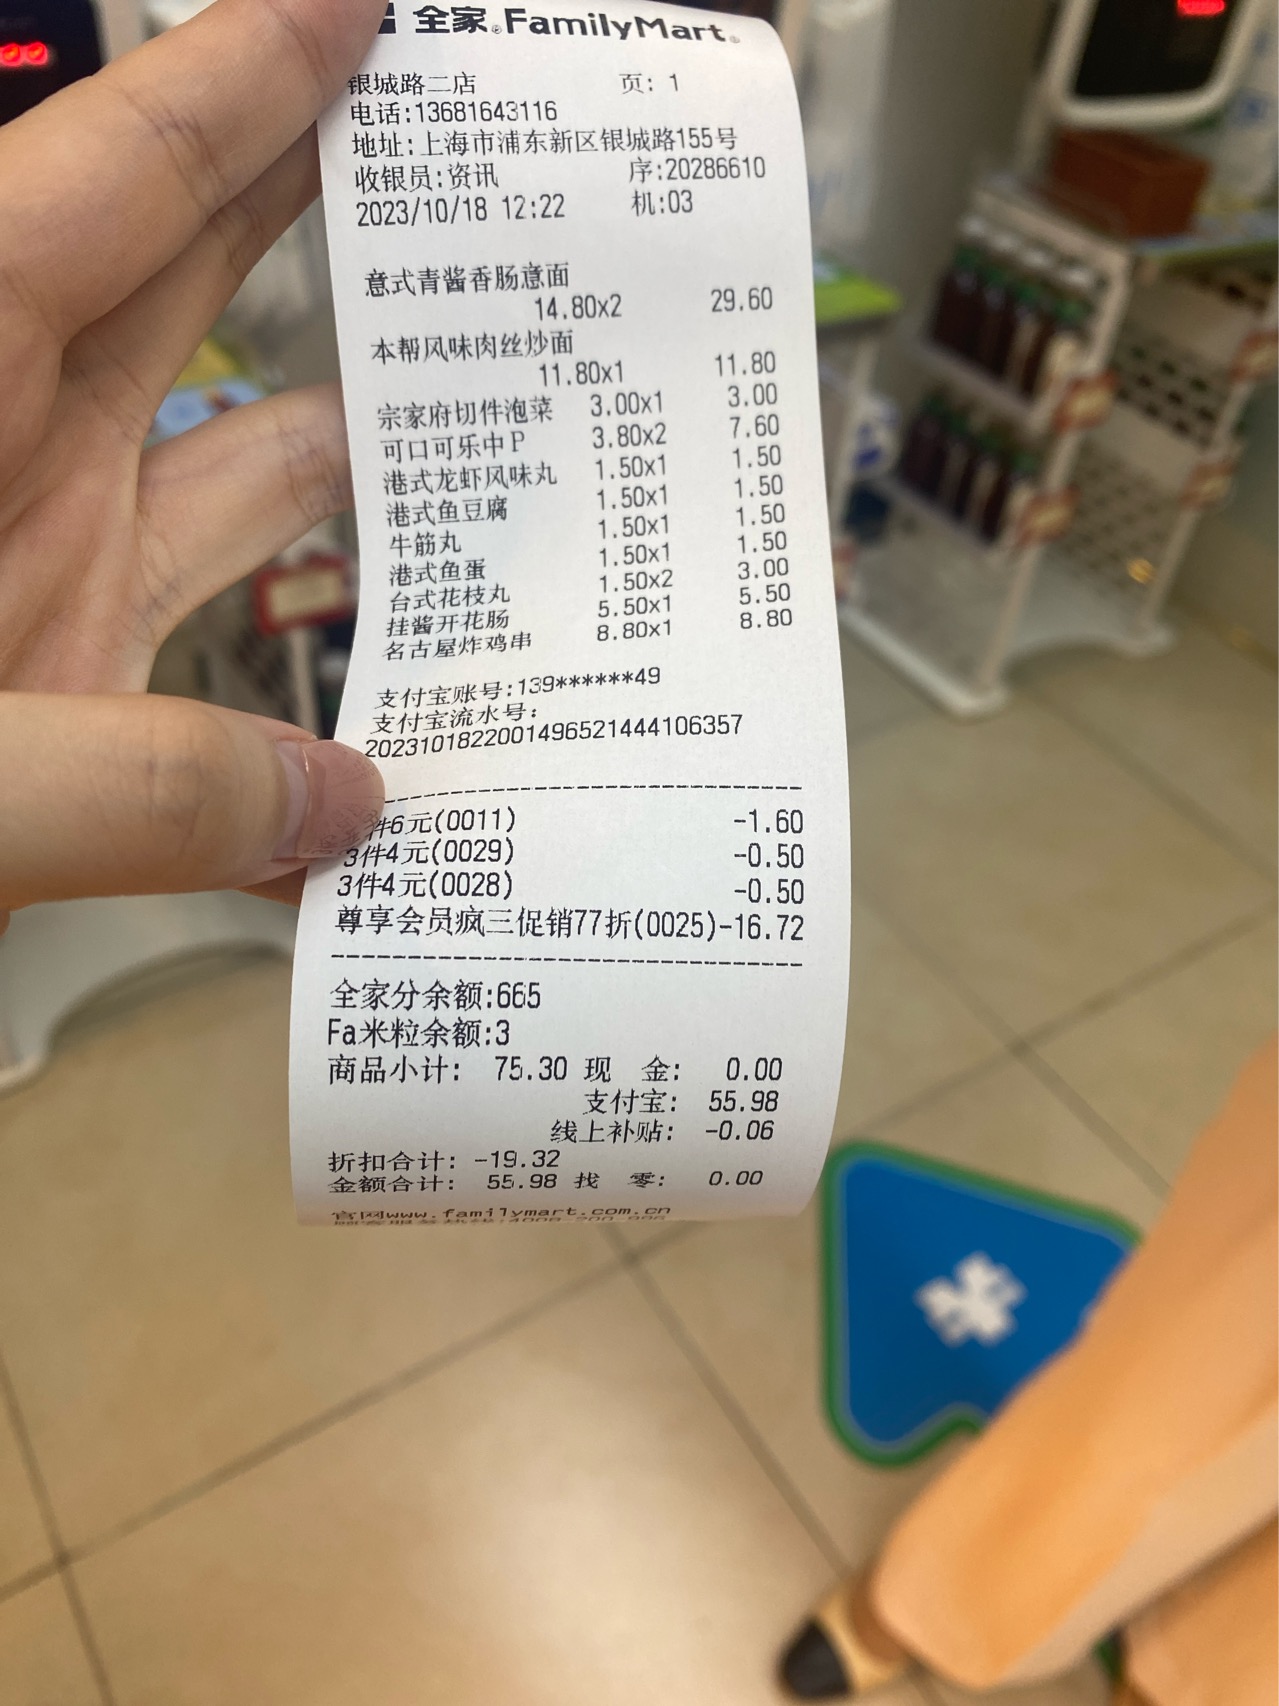 全家 FamilyMart
银城路二店 页: 1
电话:13681643116
地址:上海市浦东新区银城路155号
收银员:资讯 序:20286610
2023/10/18 12:22 机:03
意式青酱香肠意面
14.80x2 29.60
本帮风味肉丝炒面
11.80x1 11.80
宗家府切件泡菜 3.00x1 3.00
可口可乐中P 3.80x2 7.60
港式龙虾风味丸 1.50x1 1.50
港式鱼豆腐 1.50x1 1.50
牛筋丸 1.50x1 1.50
港式鱼蛋 1.50x1 1.50
台式花枝丸 1.50x2 3.00
挂酱开花肠 5.50x1 5.50
名古屋炸鸡串 8.80x1 8.80
支付宝账号:139******49
支付宝流水号:
2023101822001496521444106357
件6元(0011) -1.60
3件4元(0029) -0.50
3件4元(0028) -0.50
尊享会员疯三促销77折(0025)-16.72
全家分余额:665
Fa米粒余额:3
商品小计: 75.30 现 金: 0.00
支付宝: 55.98
线上补贴: -0.06
折扣合计: -19.32
金额合计: 55.98 找 零: 0.00
官网www.familymart.com.cn